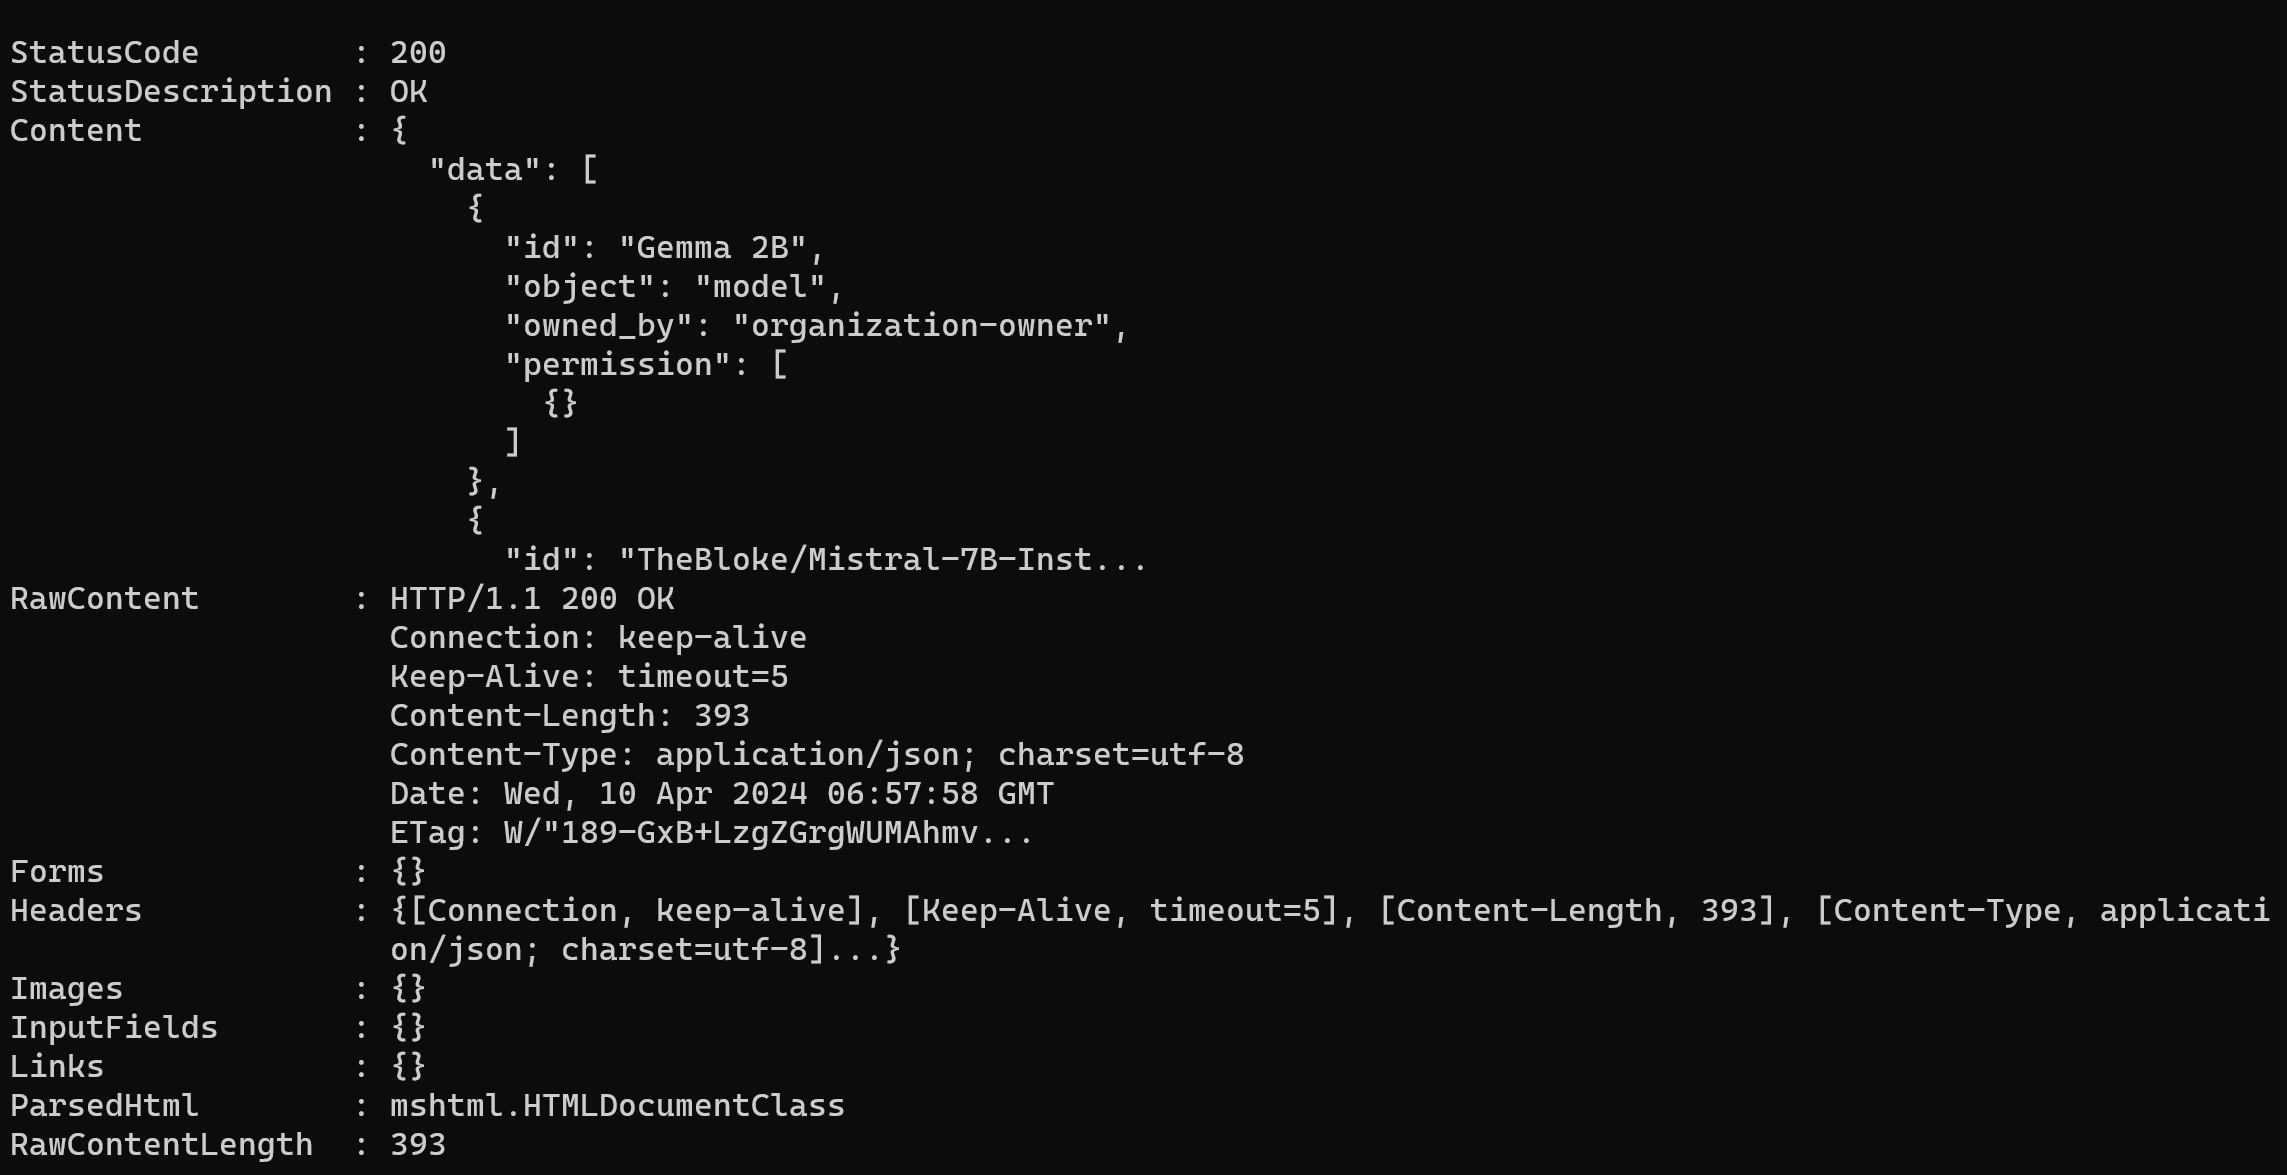 StatusCode        : 200
StatusDescription : OK
Content           : {
                      "data": [
                        {
                          "id": "Gemma 2B",
                          "object": "model",
                          "owned_by": "organization-owner",
                          "permission": [
                            {}
                          ]
                        },
                        {
                          "id": "TheBloke/Mistral-7B-Inst...
RawContent        : HTTP/1.1 200 OK
                    Connection: keep-alive
                    Keep-Alive: timeout=5
                    Content-Length: 393
                    Content-Type: application/json; charset=utf-8
                    Date: Wed, 10 Apr 2024 06:57:58 GMT
                    ETag: W/"189-GxB+LzgZGrgWUMAhmv...
Forms             : {}
Headers           : {[Connection, keep-alive], [Keep-Alive, timeout=5], [Content-Length, 393], [Content-Type, applicati
                    on/json; charset=utf-8]...}
Images            : {}
InputFields       : {}
Links             : {}
ParsedHtml        : mshtml.HTMLDocumentClass
RawContentLength  : 393